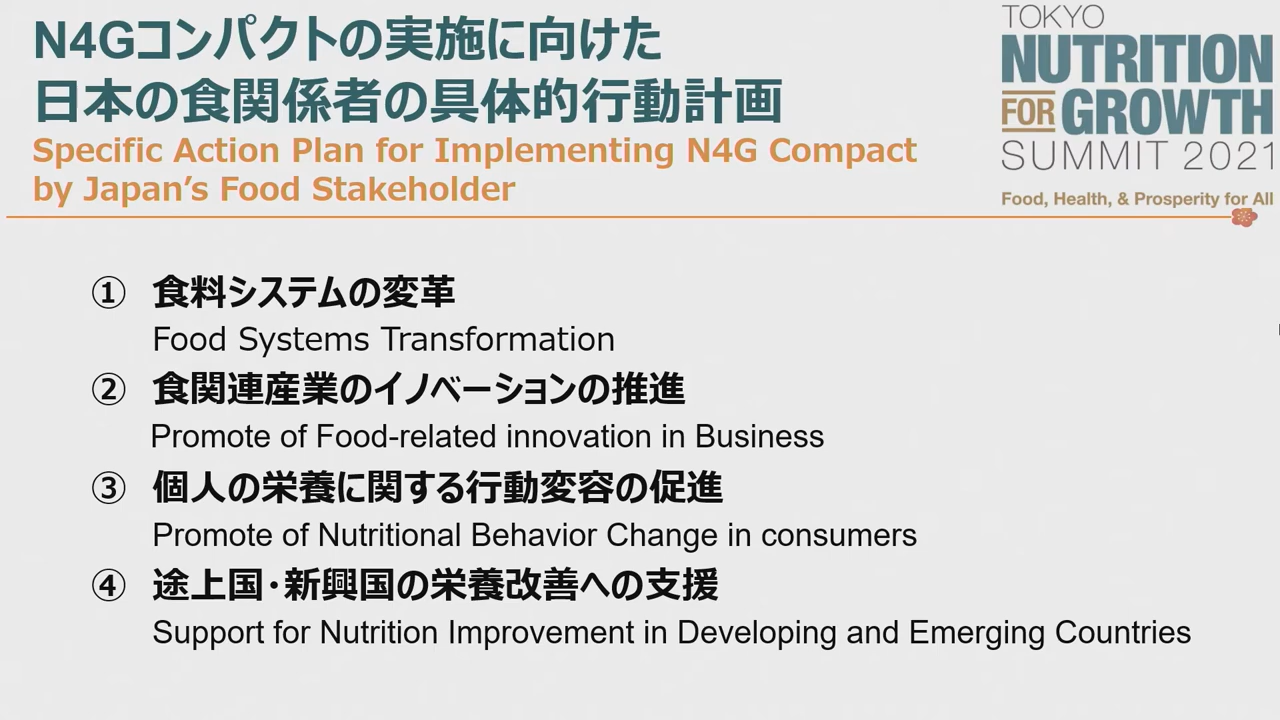 N4Gコンパクトの実施に向けた
日本の食関係者の具体的行動計画
Specific Action Plan for Implementing N4G Compact
by Japan’s Food Stakeholder
TOKYO
NUTRITION
FOR GROWTH
SUMMIT 2021
Food, Health, & Prosperity for All
① 食料システムの変革
Food Systems Transformation
② 食関連産業のイノベーションの推進
Promote of Food-related innovation in Business
③ 個人の栄養に関する行動変容の促進
Promote of Nutritional Behavior Change in consumers
④ 途上国･新興国の栄養改善への支援
Support for Nutrition Improvement in Developing and Emerging Countries